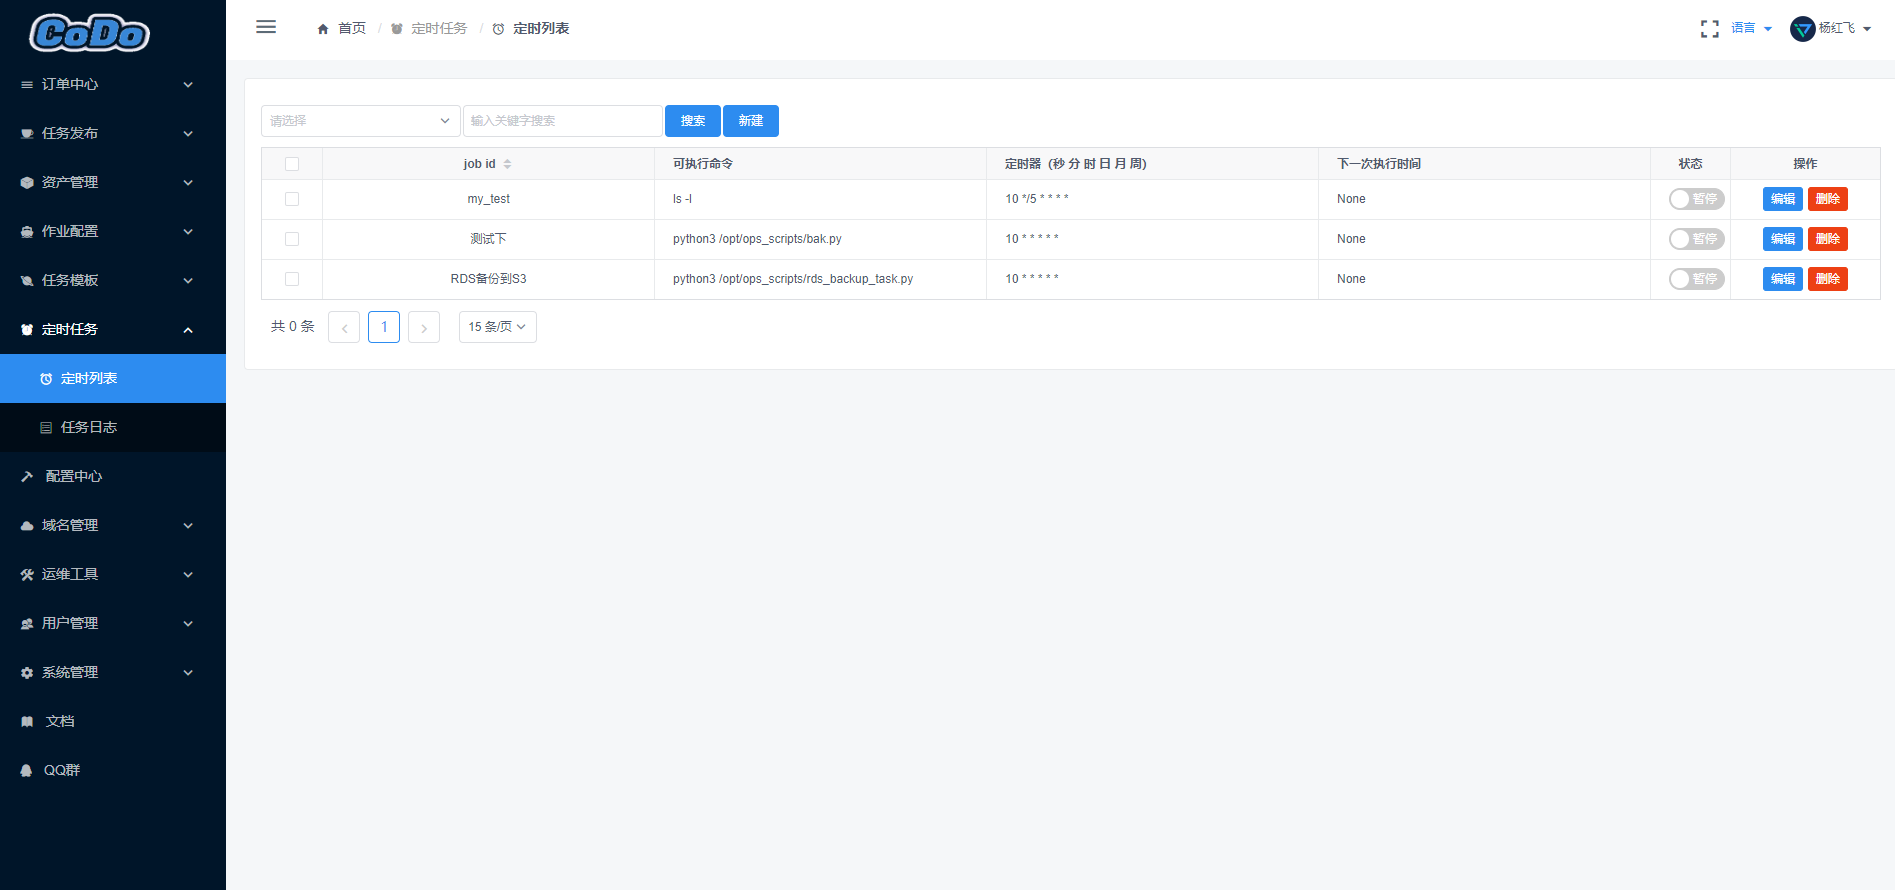 CoDo
订单中心
任务发布
资产管理
作业配置
任务模板
定时任务
定时列表
任务日志
配置中心
域名管理
运维工具
用户管理
系统管理
文档
QQ群
首页 / 定时任务 / 定时列表
语言 杨红飞
请选择 输入关键字搜索 搜索 新建
job id 可执行命令 定时器（秒 分 时 日 月 周） 下一次执行时间 状态 操作
my_test ls -l 10 */5 * * * * None 暂停 编辑 删除
测试下 python3 /opt/ops_scripts/bak.py 10 * * * * * None 暂停 编辑 删除
RDS备份到S3 python3 /opt/ops_scripts/rds_backup_task.py 10 * * * * * None 暂停 编辑 删除
共 0 条 1 15 条/页